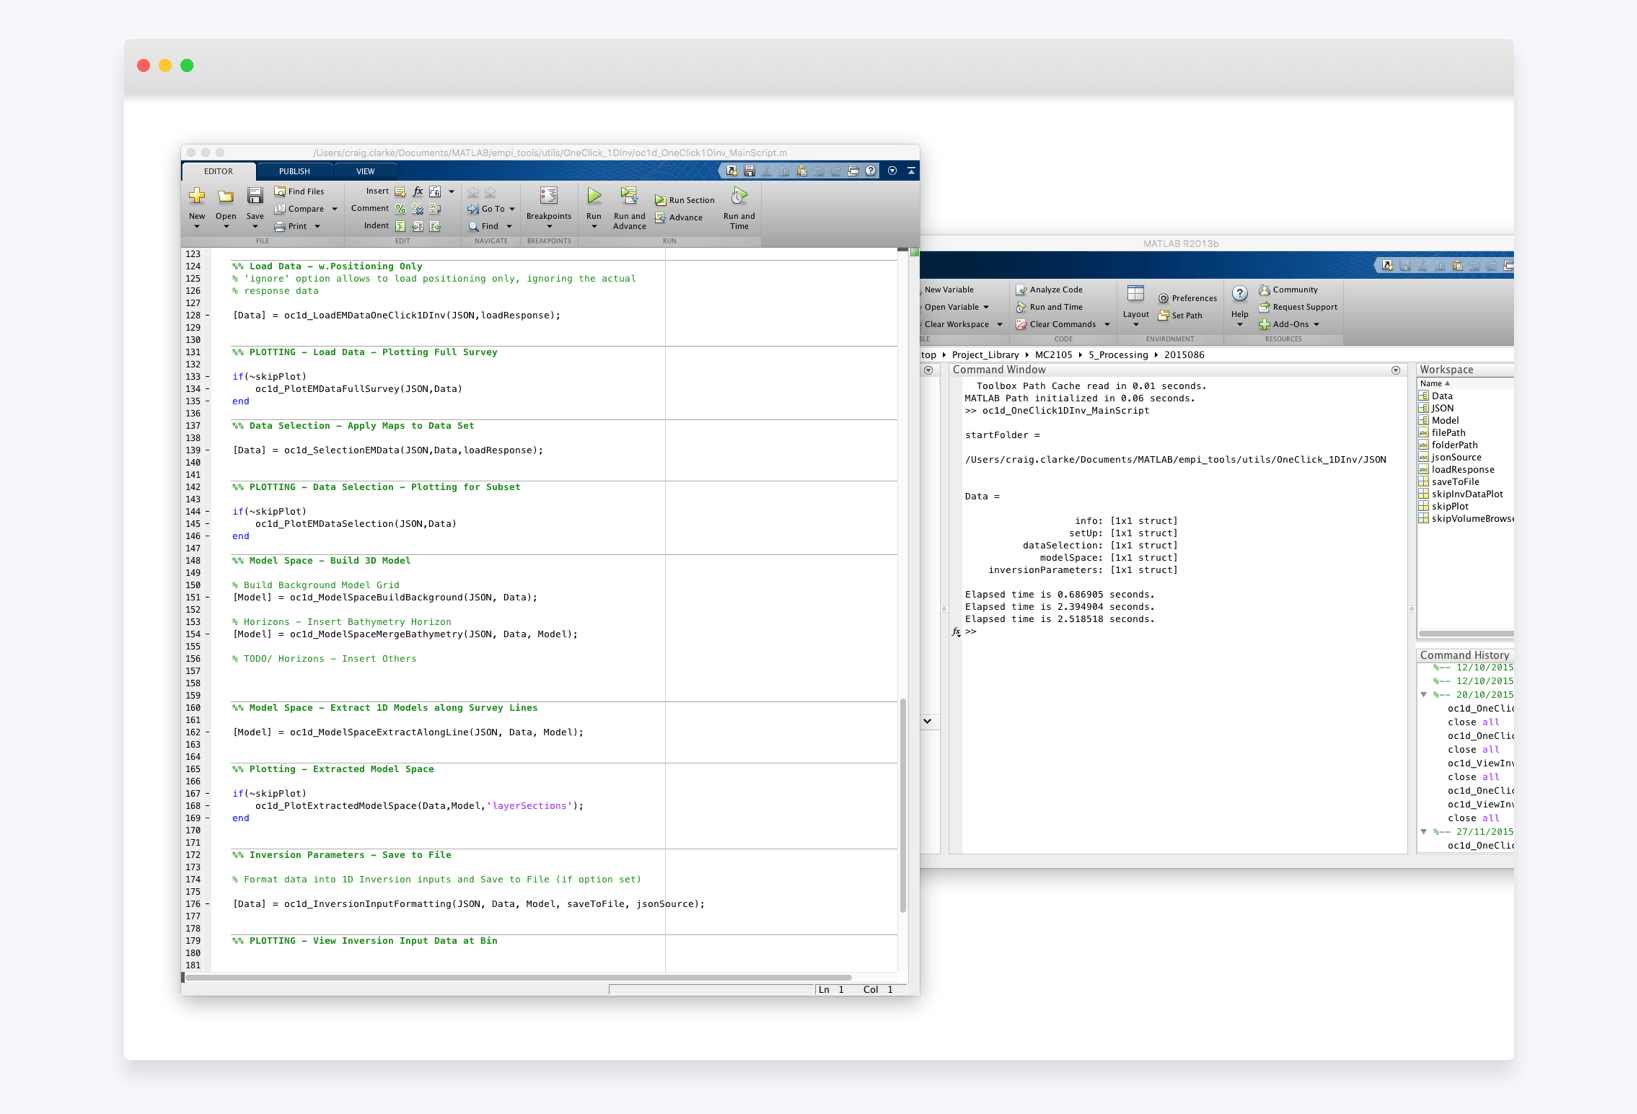 /Users/craig.clarke/Documents/MATLAB/empi_tools/utils/OneClick_1DInv/oc1d_OneClick1DInv_MainScript.m
EDITOR PUBLISH VIEW
New Open Save
Find Files
Compare
Print
FILE
Insert fx
Comment
Indent
EDIT
Go To
Find
NAVIGATE
Breakpoints
BREAKPOINTS
Run
Run and Advance
Run Section
Advance
Run and Time
RUN
123
124 %% Load Data - w.Positioning Only
125 % 'ignore' option allows to load positioning only, ignoring the actual
126 % response data
127
128 - [Data] = oc1d_LoadEMDataOneClick1DInv(JSON,loadResponse);
129
130
131 %% PLOTTING - Load Data - Plotting Full Survey
132
133 - if(~skipPlot)
134 - oc1d_PlotEMDataFullSurvey(JSON,Data)
135 - end
136
137 %% Data Selection - Apply Maps to Data Set
138
139 - [Data] = oc1d_SelectionEMData(JSON,Data,loadResponse);
140
141
142 %% PLOTTING - Data Selection - Plotting for Subset
143
144 - if(~skipPlot)
145 - oc1d_PlotEMDataSelection(JSON,Data)
146 - end
147
148 %% Model Space - Build 3D Model
149
150 % Build Background Model Grid
151 - [Model] = oc1d_ModelSpaceBuildBackground(JSON, Data);
152
153 % Horizons - Insert Bathymetry Horizon
154 - [Model] = oc1d_ModelSpaceMergeBathymetry(JSON, Data, Model);
155
156 % TODO/ Horizons - Insert Others
157
158
159
160 %% Model Space - Extract 1D Models along Survey Lines
161
162 - [Model] = oc1d_ModelSpaceExtractAlongLine(JSON, Data, Model);
163
164
165 %% Plotting - Extracted Model Space
166
167 - if(~skipPlot)
168 - oc1d_PlotExtractedModelSpace(Data,Model,'layerSections');
169 - end
170
171
172 %% Inversion Parameters - Save to File
173
174 % Format data into 1D Inversion inputs and Save to File (if option set)
175
176 - [Data] = oc1d_InversionInputFormatting(JSON, Data, Model, saveToFile, jsonSource);
177
178
179 %% PLOTTING - View Inversion Input Data at Bin
180
181
Ln 1 Col 1
MATLAB R2013b
New Variable
Open Variable
Clear Workspace
BLE
Analyze Code
Run and Time
Clear Commands
CODE
Layout
Preferences
Set Path
ENVIRONMENT
Help
Community
Request Support
Add-Ons
RESOURCES
top Project_Library MC2105 5_Processing 2015086
Command Window
Toolbox Path Cache read in 0.01 seconds.
MATLAB Path initialized in 0.06 seconds.
>> oc1d_OneClick1DInv_MainScript
startFolder =
/Users/craig.clarke/Documents/MATLAB/empi_tools/utils/OneClick_1DInv/JSON
Data =
info: [1x1 struct]
setUp: [1x1 struct]
dataSelection: [1x1 struct]
modelSpace: [1x1 struct]
inversionParameters: [1x1 struct]
Elapsed time is 0.686905 seconds.
Elapsed time is 2.394904 seconds.
Elapsed time is 2.518518 seconds.
fx >>
Workspace
Name
Data
JSON
Model
filePath
folderPath
jsonSource
loadResponse
saveToFile
skipInvDataPlot
skipPlot
skipVolumeBrowse
Command History
%-- 12/10/2015
%-- 12/10/2015
%-- 20/10/2015
oc1d_OneClic
close all
oc1d_OneClic
close all
oc1d_ViewInv
close all
oc1d_OneClic
oc1d_ViewInv
close all
%-- 27/11/2015
oc1d_OneClic